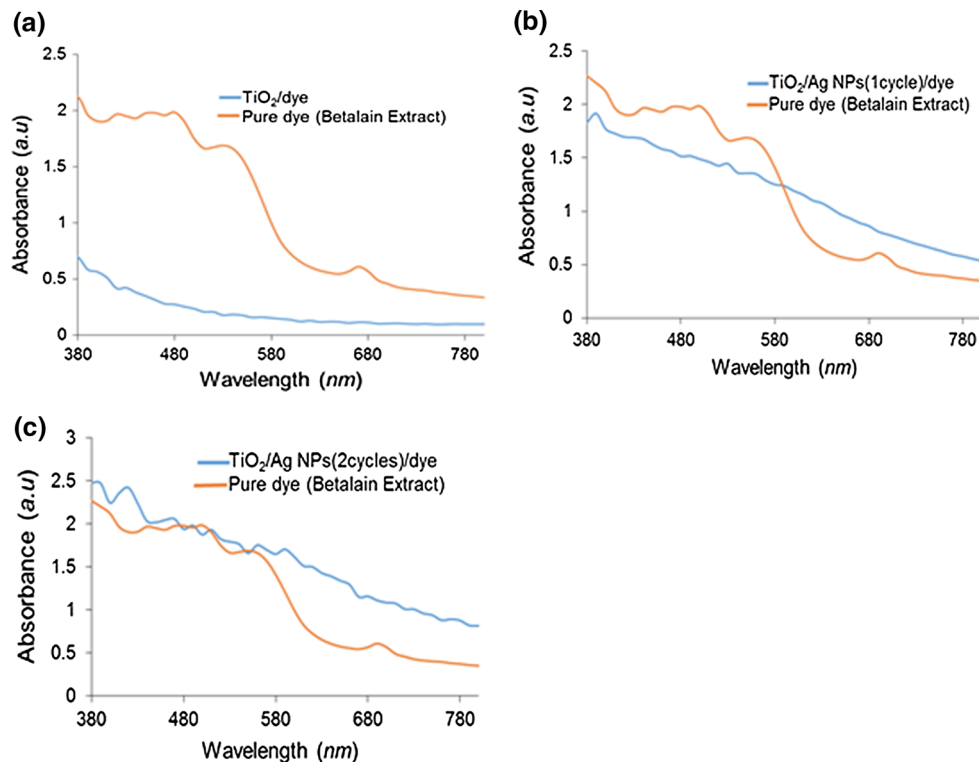 (a)
2.5
2
1.5
1
0.5
0
Absorbance (a.u)
TiO₂/dye
Pure dye (Betalain Extract)
380 480 580 680 780
Wavelength (nm)
(b)
2.5
2
1.5
1
0.5
0
Absorbance (a.u)
TiO₂/Ag NPs(1cycle)/dye
Pure dye (Betalain Extract)
380 480 580 680 780
Wavelength (nm)
(c)
3
2.5
2
1.5
1
0.5
0
Absorbance (a.u)
TiO₂/Ag NPs(2cycles)/dye
Pure dye (Betalain Extract)
380 480 580 680 780
Wavelength (nm)